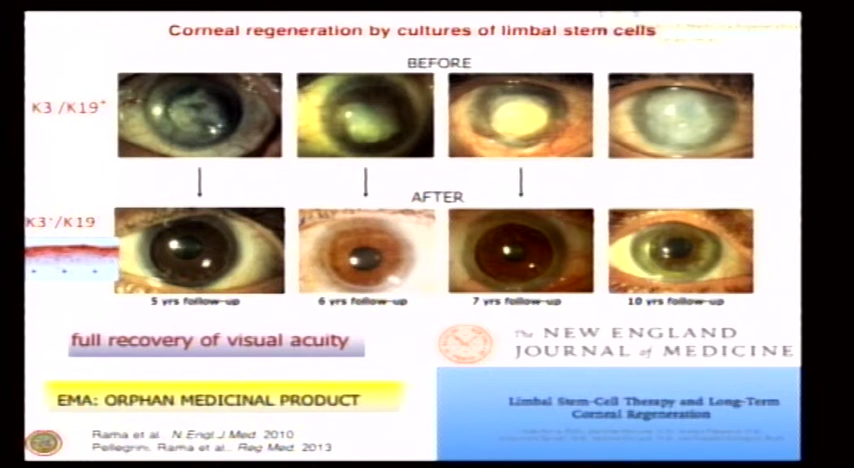 Corneal regeneration by cultures of limbal stem cells
BEFORE
K3 /K19+
AFTER
K3+/K19
5 yrs follow-up
6 yrs follow-up
7 yrs follow-up
10 yrs follow-up
full recovery of visual acuity
The NEW ENGLAND
JOURNAL of MEDICINE
EMA: ORPHAN MEDICINAL PRODUCT
Limbal Stem-Cell Therapy and Long-Term
Corneal Regeneration
Rama et al. N.Engl.J.Med. 2010
Pellegrini, Rama et al.. Reg Med. 2013